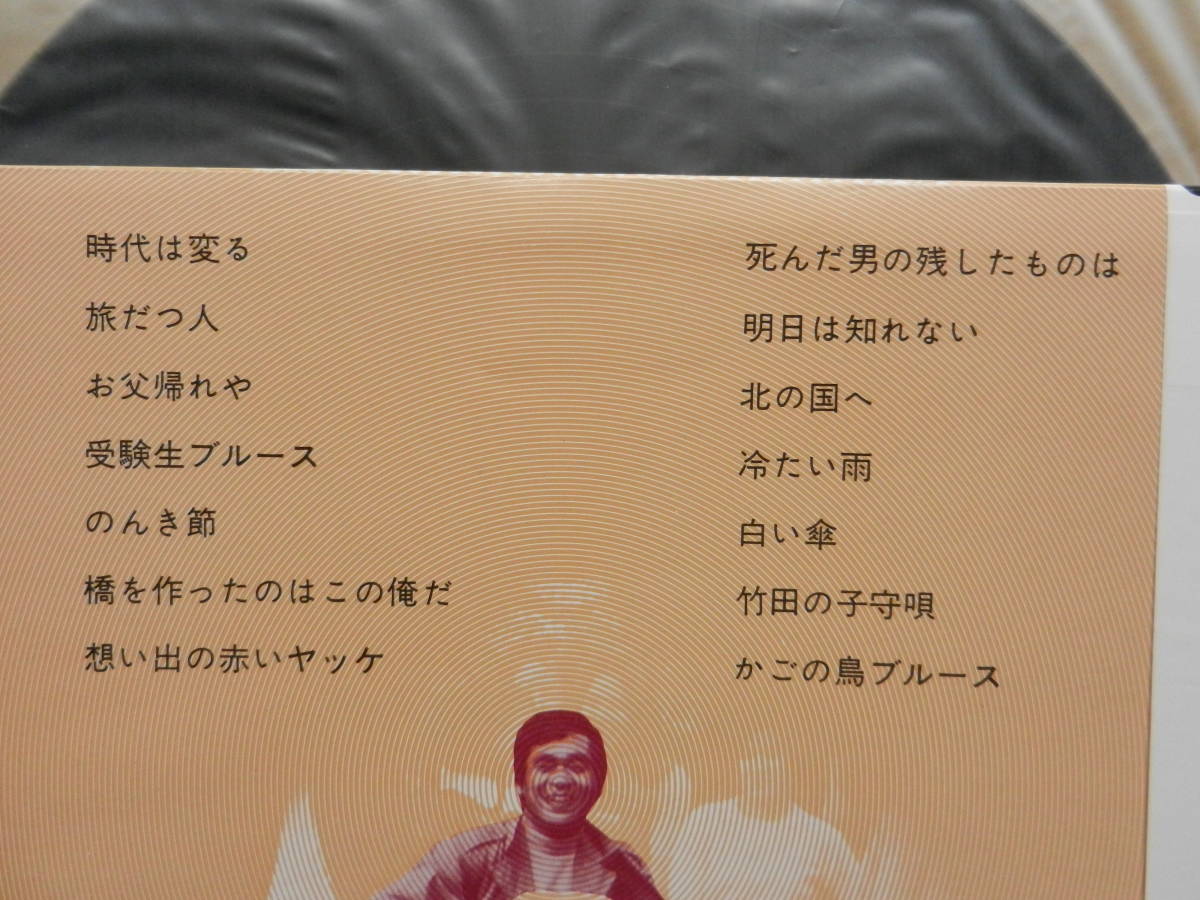 時代は変る
旅だつ人
お父帰れや
受験生ブルース
のんき節
橋を作ったのはこの俺だ
想い出の赤いヤッケ
死んだ男の残したものは
明日は知れない
北の国へ
冷たい雨
白い傘
竹田の子守唄
かごの鳥ブルース